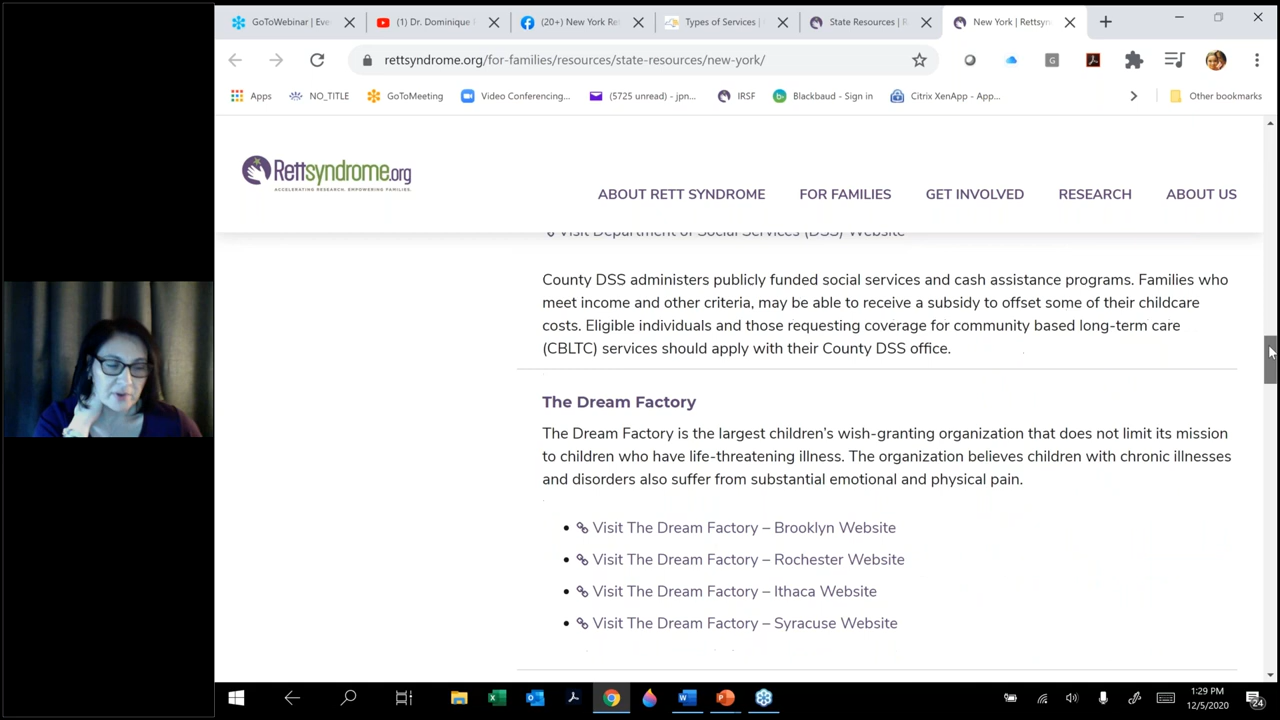 GoToWebinar | Eve
(1) Dr. Dominique
(20+) New York Re
Types of Services |
State Resources | R
New York | Rettsyn
rettsyndrome.org/for-families/resources/state-resources/new-york/
Apps
NO_TITLE
GoToMeeting
Video Conferencing...
(5725 unread) - jpn...
IRSF
Blackbaud - Sign in
Citrix XenApp - App...
Other bookmarks
Rettsyndrome.org
ACCELERATING RESEARCH. EMPOWERING FAMILIES.
ABOUT RETT SYNDROME
FOR FAMILIES
GET INVOLVED
RESEARCH
ABOUT US
Visit Department of Social Services (DSS) Website
County DSS administers publicly funded social services and cash assistance programs. Families who
meet income and other criteria, may be able to receive a subsidy to offset some of their childcare
costs. Eligible individuals and those requesting coverage for community based long-term care
(CBLTC) services should apply with their County DSS office.
The Dream Factory
The Dream Factory is the largest children's wish-granting organization that does not limit its mission
to children who have life-threatening illness. The organization believes children with chronic illnesses
and disorders also suffer from substantial emotional and physical pain.
• Visit The Dream Factory – Brooklyn Website
• Visit The Dream Factory – Rochester Website
• Visit The Dream Factory – Ithaca Website
• Visit The Dream Factory – Syracuse Website
1:29 PM
12/5/2020
24